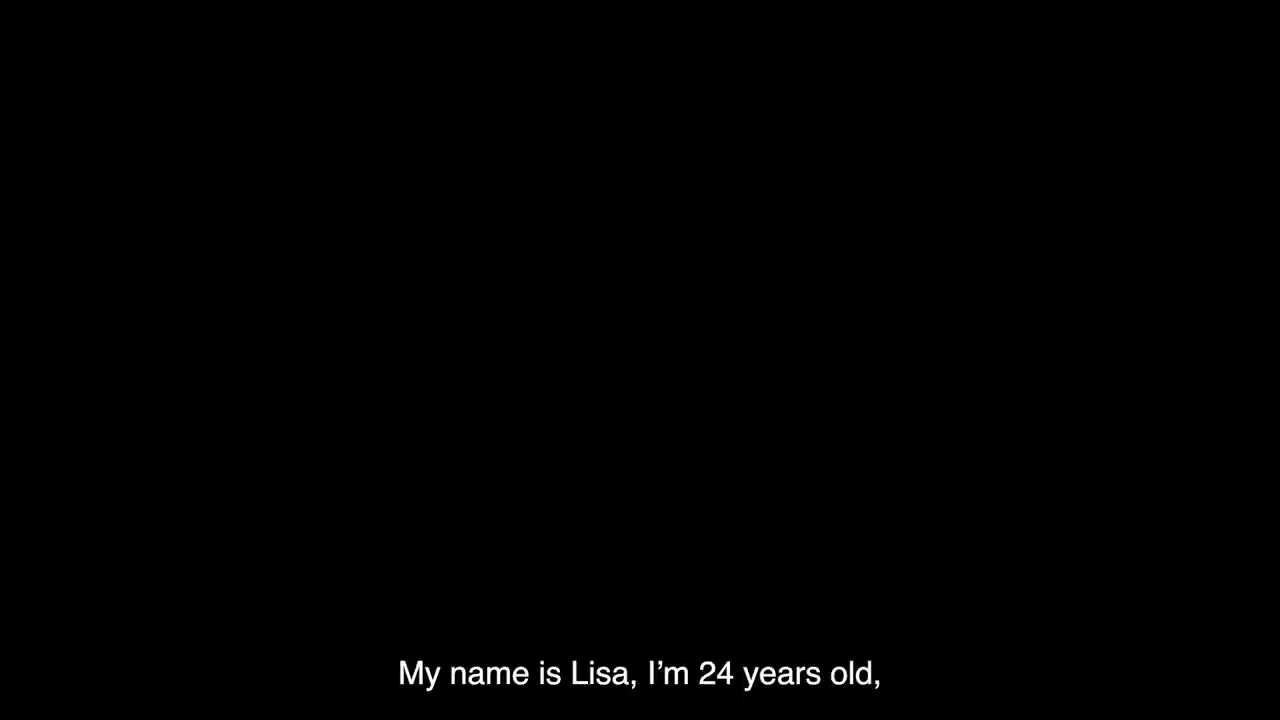 My name is Lisa, I’m 24 years old,